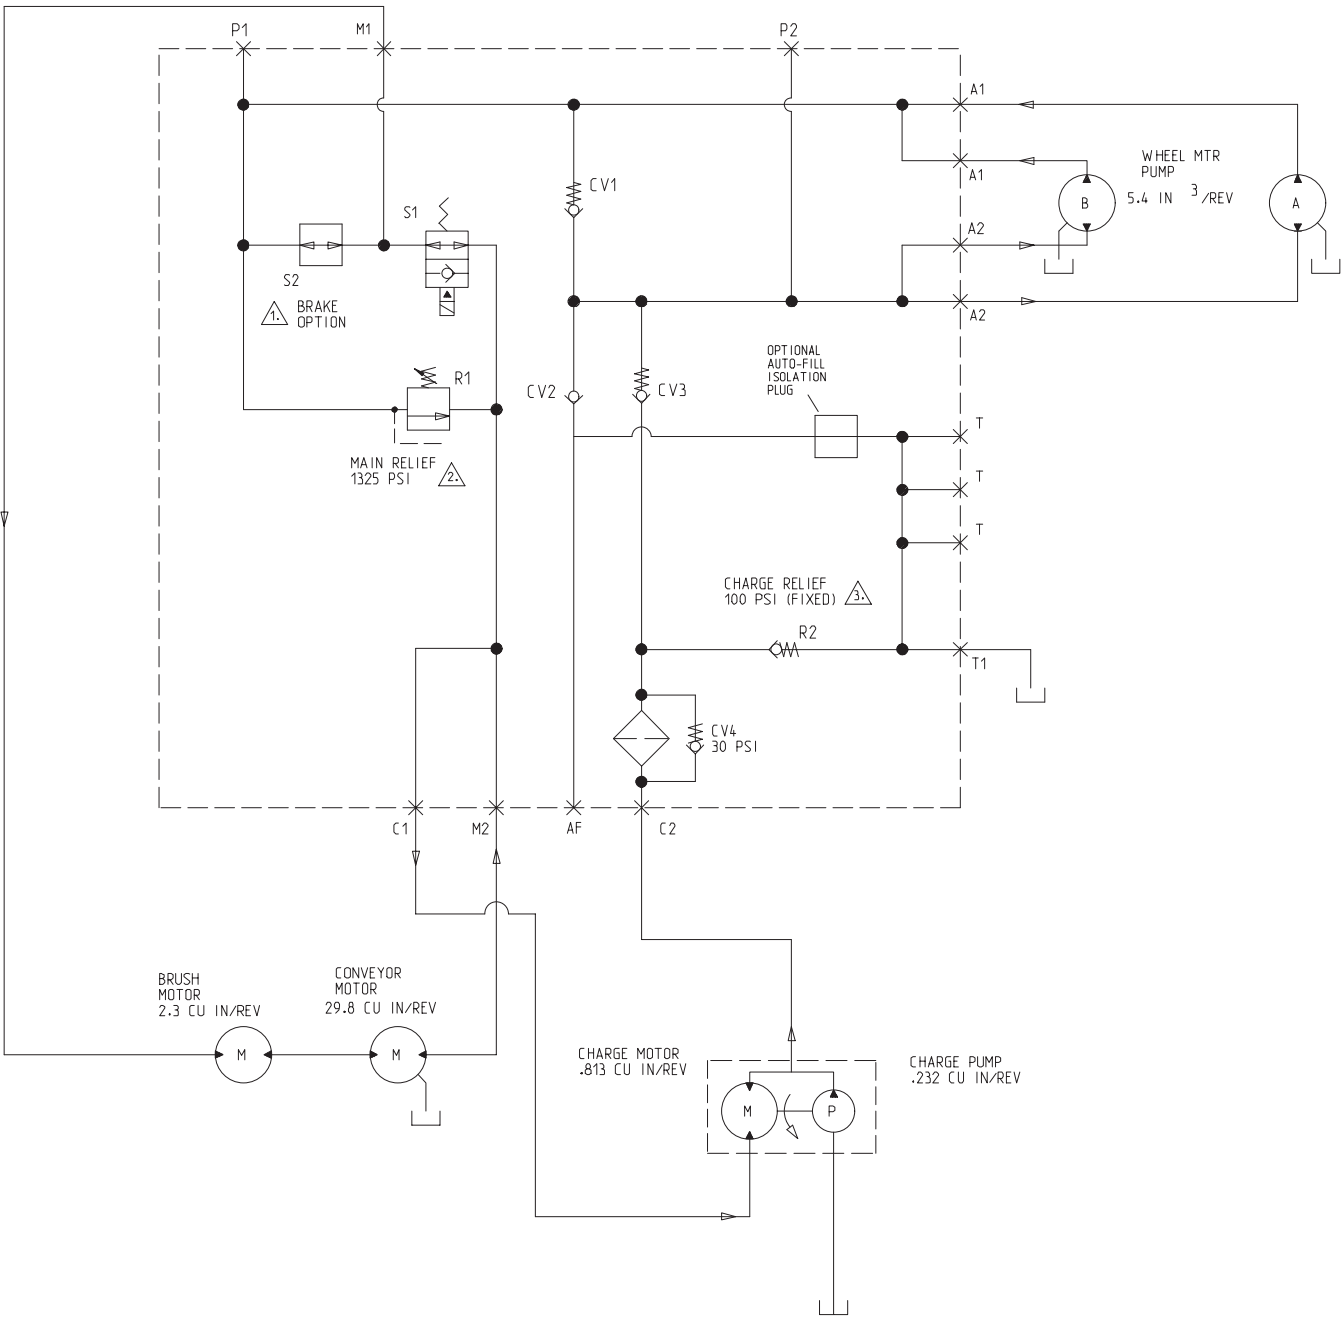 P1
M1
P2
A1
A1
WHEEL MTR
PUMP
5.4 IN 3/REV
B
A
CV1
S1
A2
S2
1.
BRAKE
OPTION
A2
OPTIONAL
AUTO-FILL
ISOLATION
PLUG
R1
CV2
CV3
T
MAIN RELIEF
1325 PSI
2.
T
T
CHARGE RELIEF
100 PSI (FIXED)
3.
R2
T1
CV4
30 PSI
C1
M2
AF
C2
BRUSH
MOTOR
2.3 CU IN/REV
CONVEYOR
MOTOR
29.8 CU IN/REV
M
M
CHARGE MOTOR
.813 CU IN/REV
CHARGE PUMP
.232 CU IN/REV
M
P